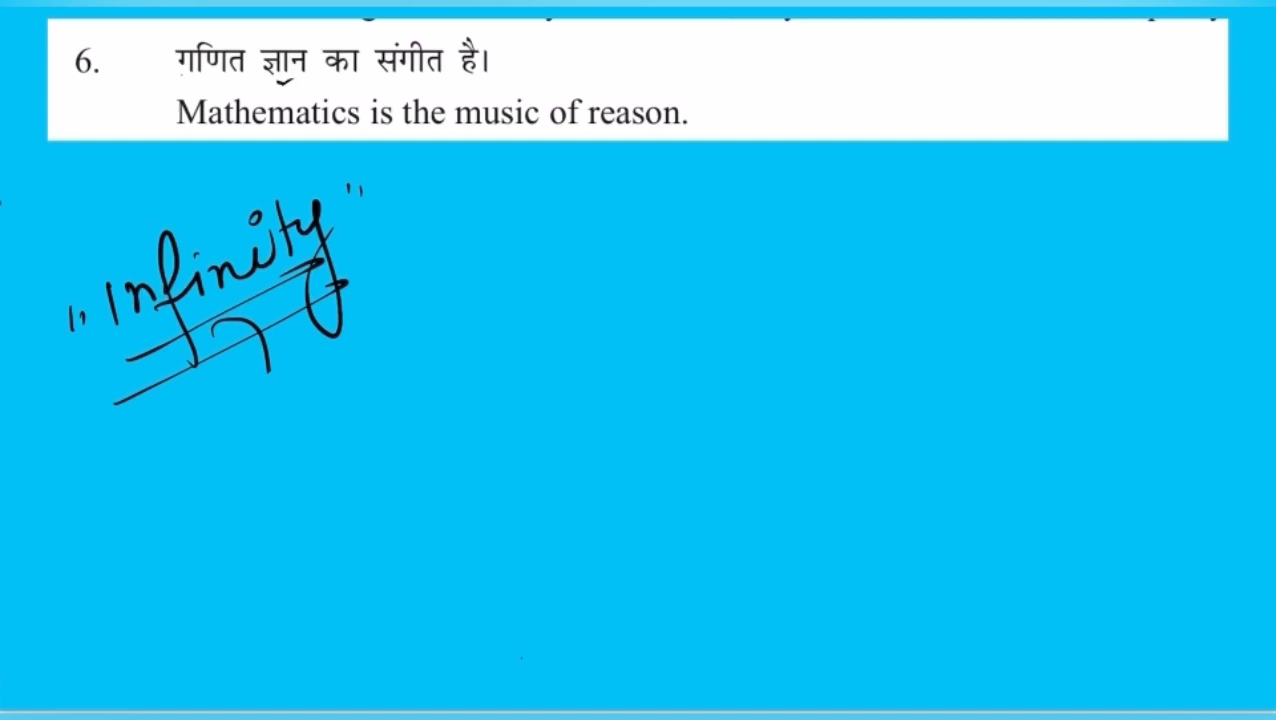 6. गणित ज्ञान का संगीत है।
Mathematics is the music of reason.
"Infinity"